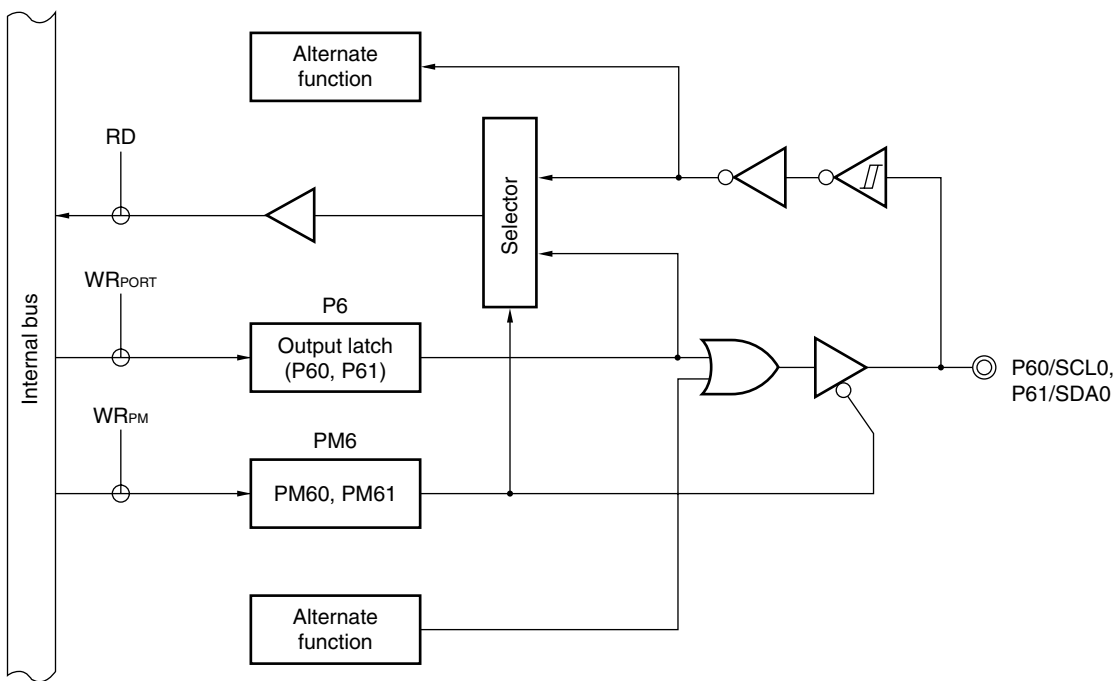 Alternate
function
RD
Selector
WRPORT
P6
Internal bus
Output latch
(P60, P61)
P60/SCL0,
P61/SDA0
WRPM
PM6
PM60, PM61
Alternate
function